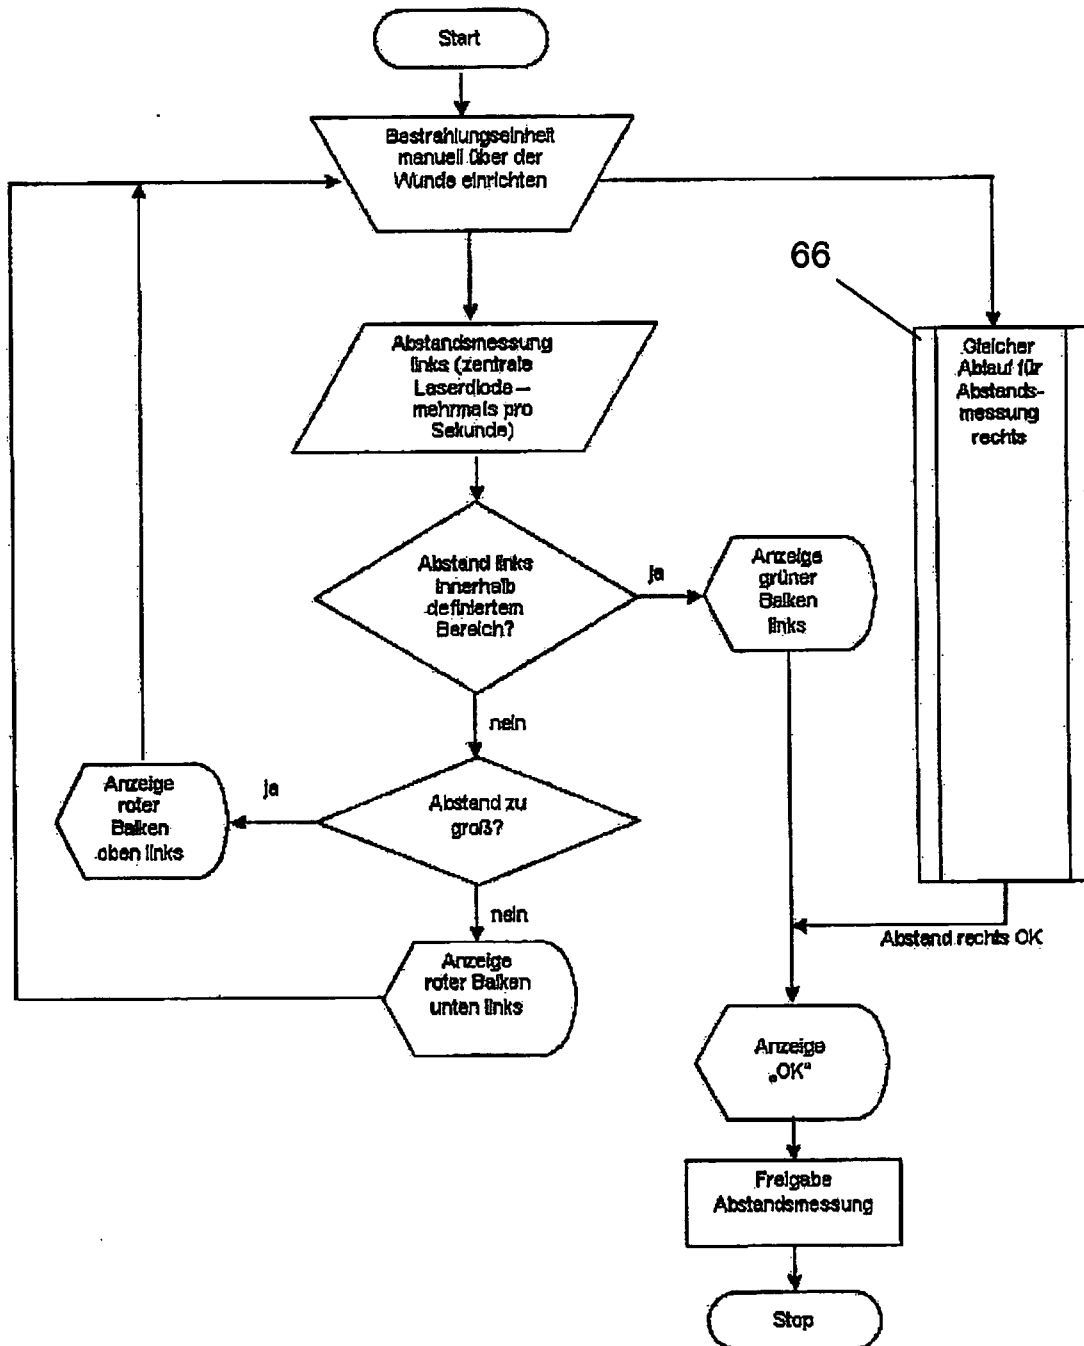 Start
Bestrahlungseinheit
manuell über der
Wunde einrichten
66
Abstandsmessung
links (zentrale
Laserdiode –
mehrmals pro
Sekunde)
Gleicher
Ablauf für
Abstands-
messung
rechts
Abstand links
innerhalb
definiertem
Bereich?
ja
Anzeige
grüner
Balken
links
nein
Anzeige
roter
Balken
oben links
ja
Abstand zu
groß?
nein
Abstand rechts OK
Anzeige
roter Balken
unten links
Anzeige
„OK“
Freigabe
Abstandsmessung
Stop